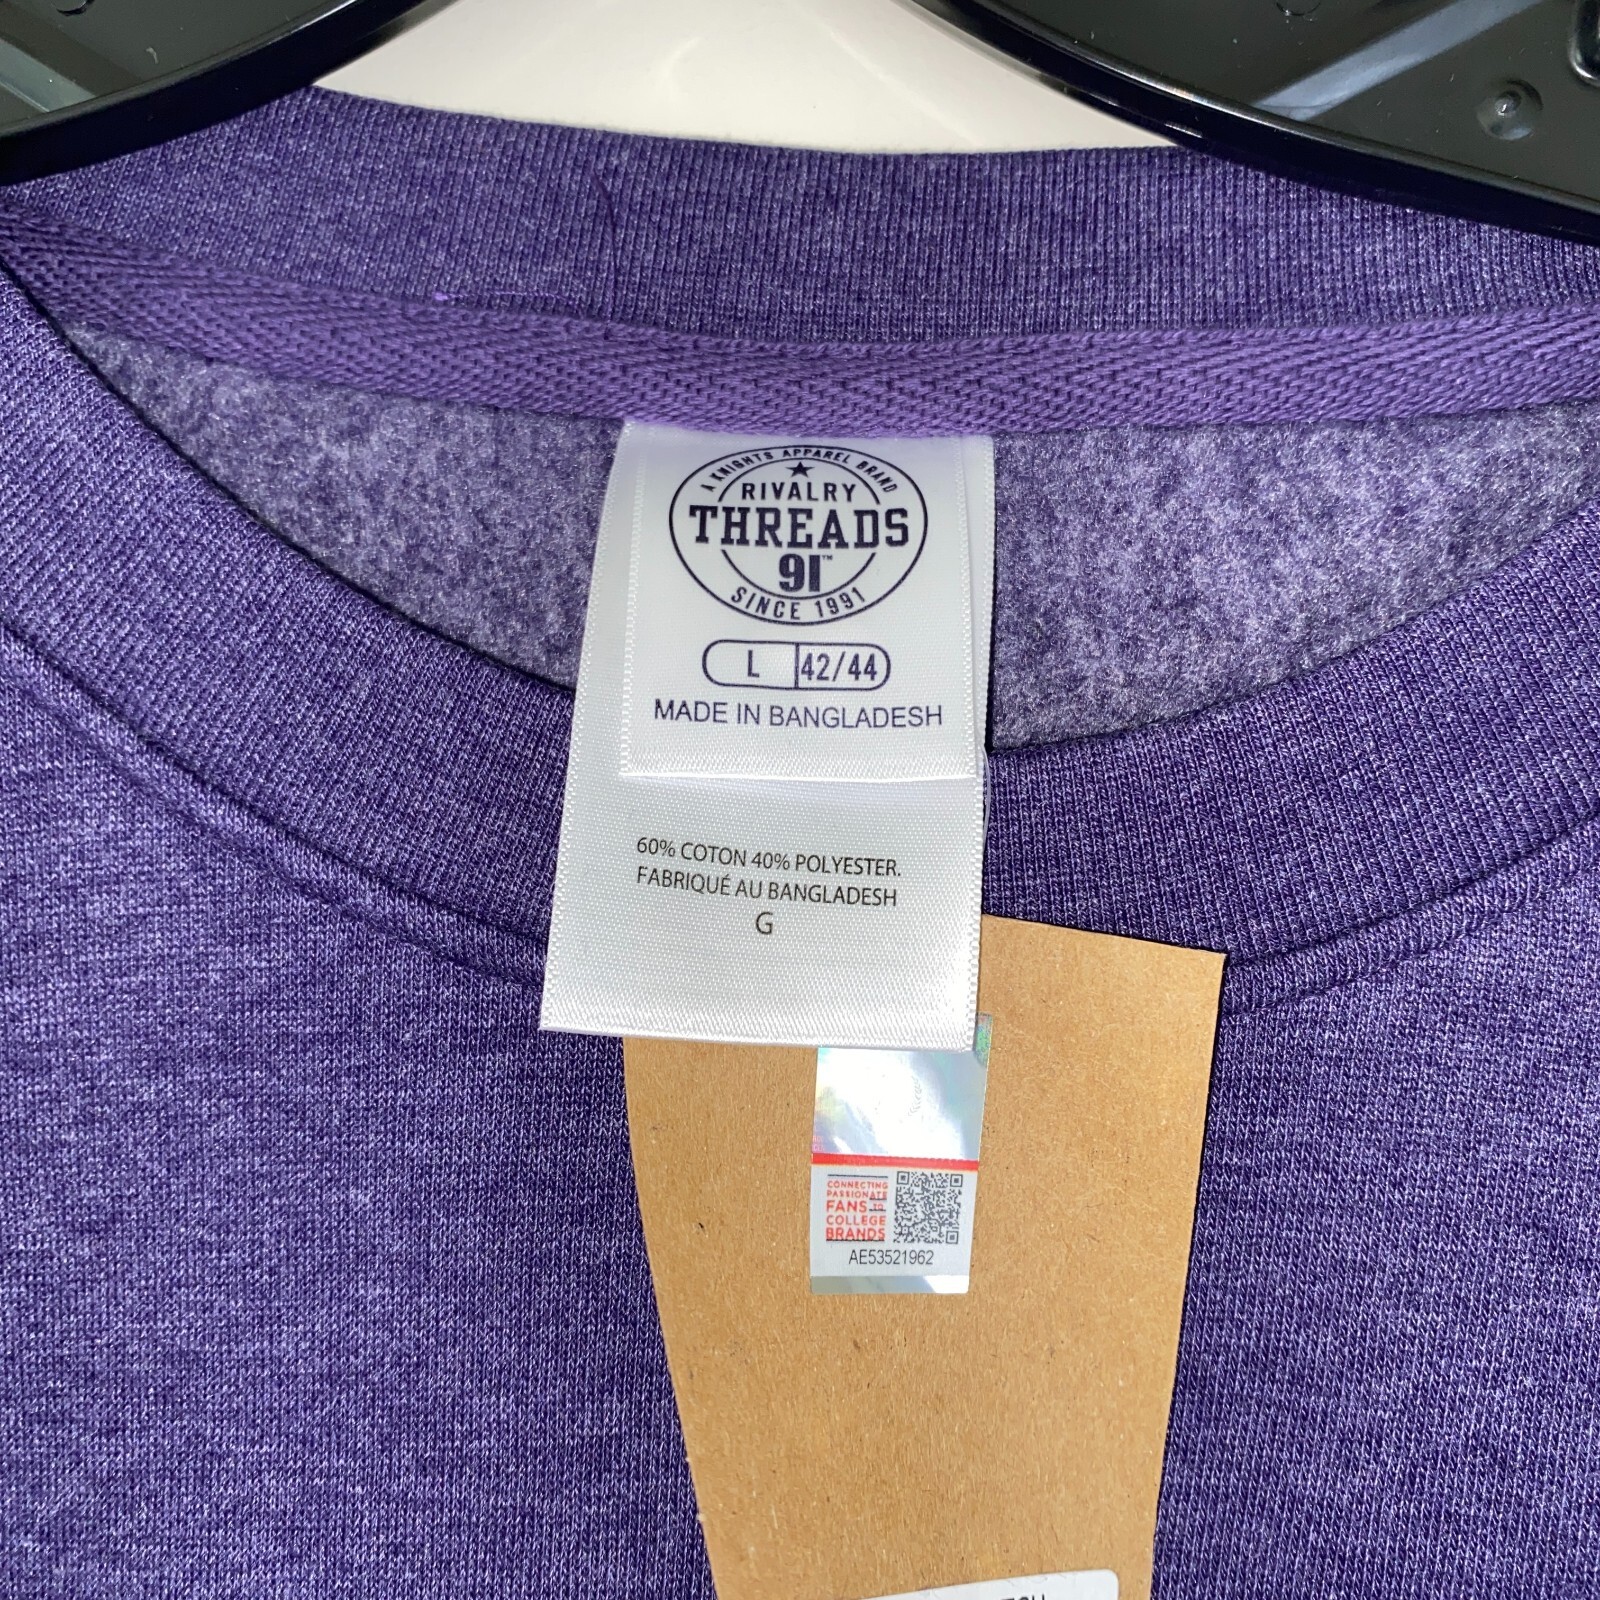 A KNIGHTS APPAREL BRAND
RIVALRY
THREADS
91™
SINCE 1991
L 42/44
MADE IN BANGLADESH
60% COTON 40% POLYESTER.
FABRIQUÉ AU BANGLADESH
G
CONNECTING
PASSIONATE
FANS TO
COLLEGE
BRANDS
AE53521962